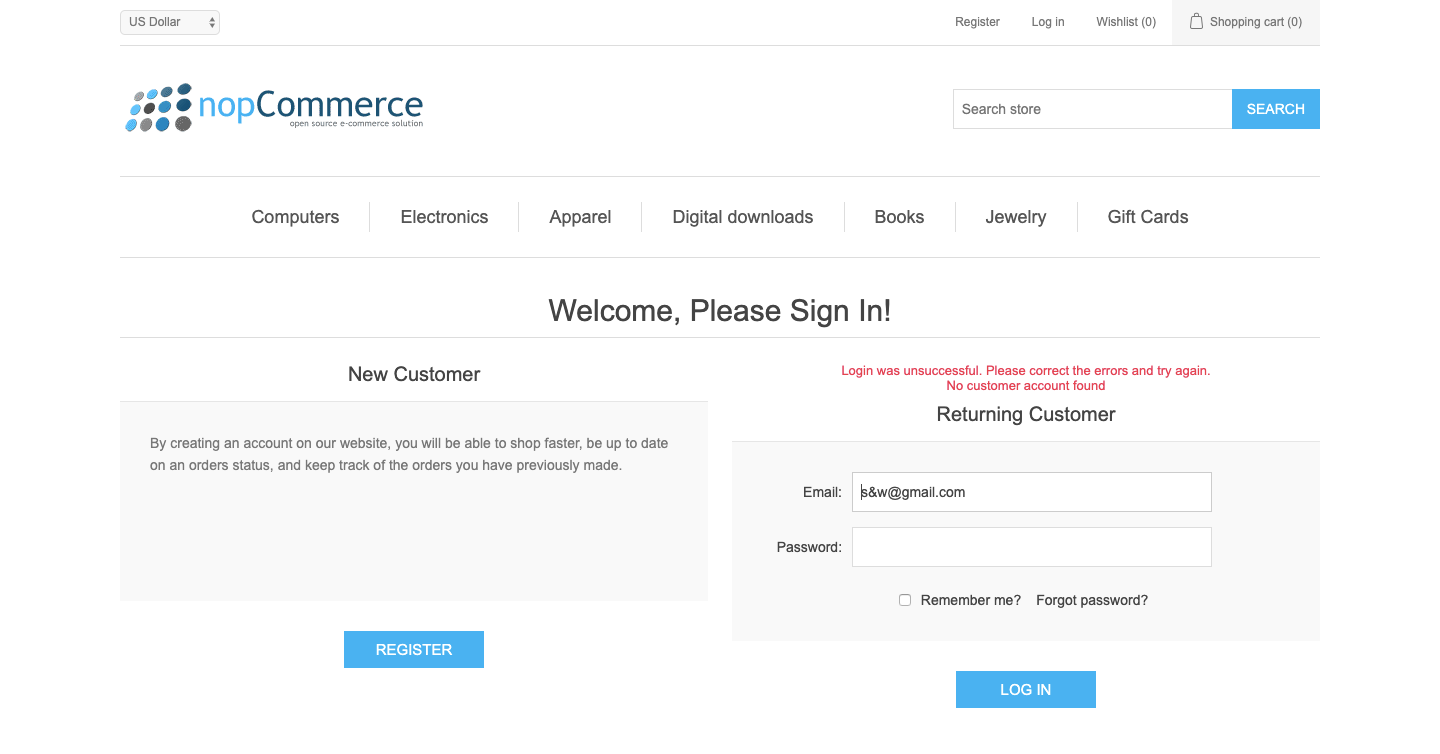 US Dollar
Register
Log in
Wishlist (0)
Shopping cart (0)
nopCommerce
open source e-commerce solution
Search store
SEARCH
Computers
Electronics
Apparel
Digital downloads
Books
Jewelry
Gift Cards
Welcome, Please Sign In!
New Customer
By creating an account on our website, you will be able to shop faster, be up to date
on an orders status, and keep track of the orders you have previously made.
REGISTER
Login was unsuccessful. Please correct the errors and try again.
No customer account found
Returning Customer
Email:
s&w@gmail.com
Password:
Remember me?
Forgot password?
LOG IN